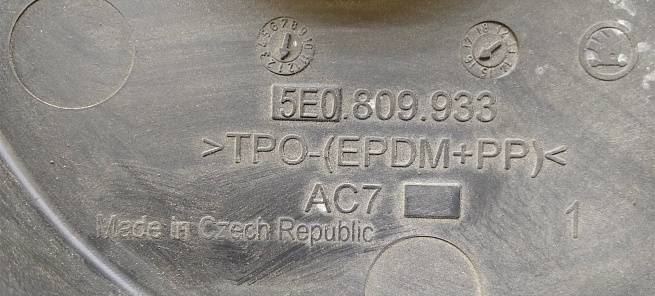 5E0.809.933
>TPO-(EPDM+PP)<
AC7
1
Made in Czech Republic